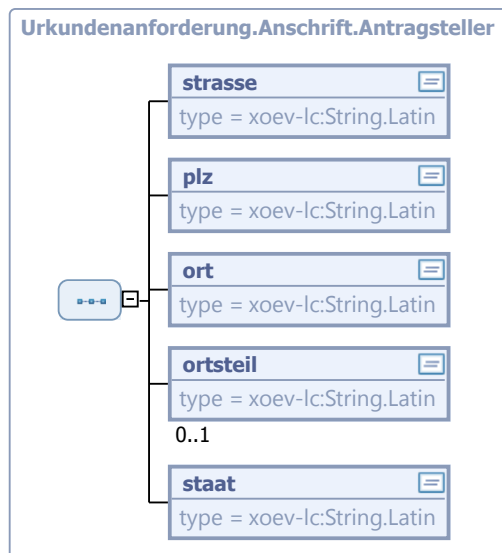 Urkundenanforderung.Anschrift.Antragsteller
strasse
type = xoev-lc:String.Latin
plz
type = xoev-lc:String.Latin
ort
type = xoev-lc:String.Latin
ortsteil
type = xoev-lc:String.Latin
0..1
staat
type = xoev-lc:String.Latin